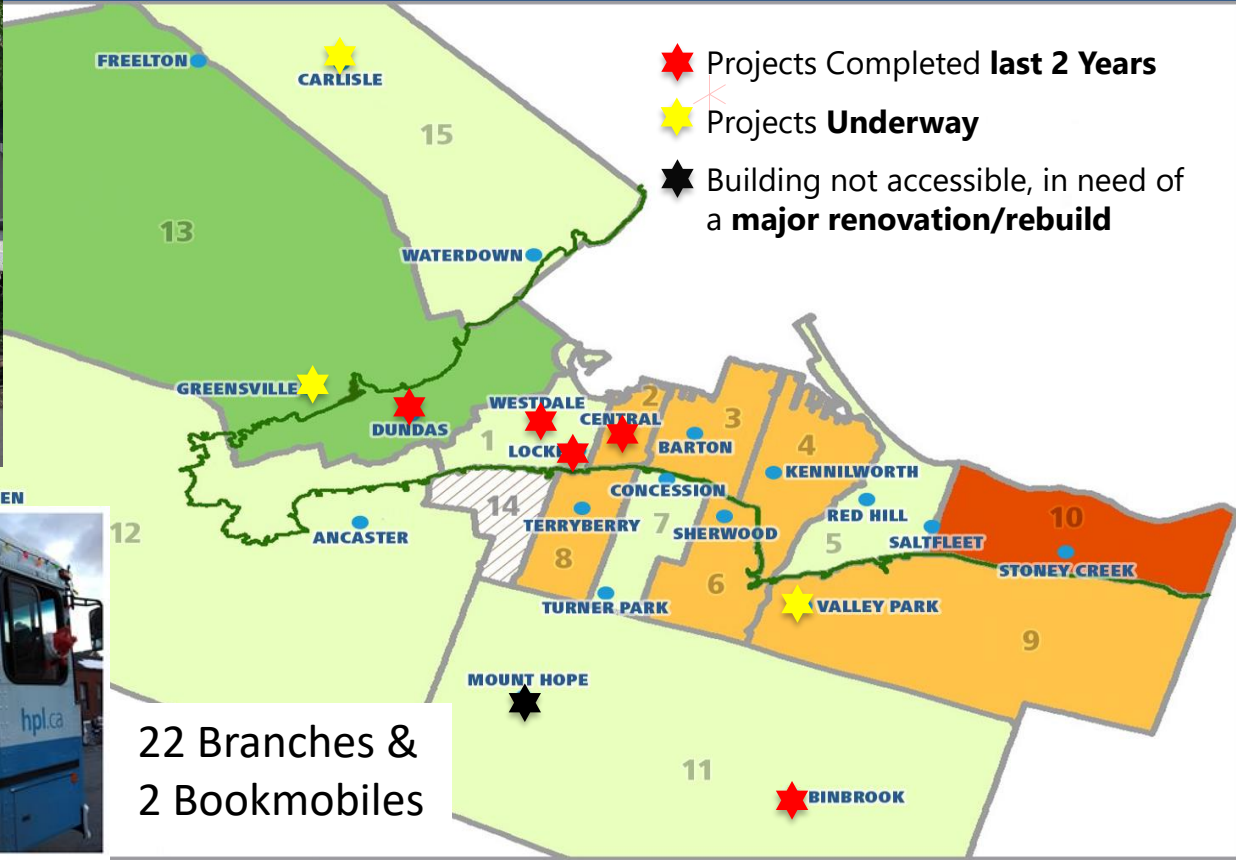 Projects Completed last 2 Years
Projects Underway
Building not accessible, in need of
a major renovation/rebuild
FREELTON
CARLISLE
15
13
WATERDOWN
GREENSVILLE
DUNDAS
WESTDALE
CENTRAL
2
3
1
BARTON
4
KENNILWORTH
CONCESSION
14
TERRYBERRY
7
SHERWOOD
RED HILL
5
SALTFLEET
10
STONEY CREEK
EN
12
ANCASTER
8
6
TURNER PARK
VALLEY PARK
9
MOUNT HOPE
11
BINBROOK
hpl.ca
22 Branches &
2 Bookmobiles